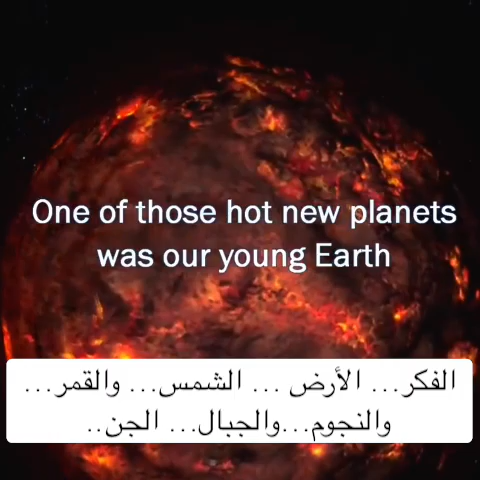 One of those hot new planets
was our young Earth
الفكر... الأرض ... الشمس... والقمر...
والنجوم...والجبال... الجن..